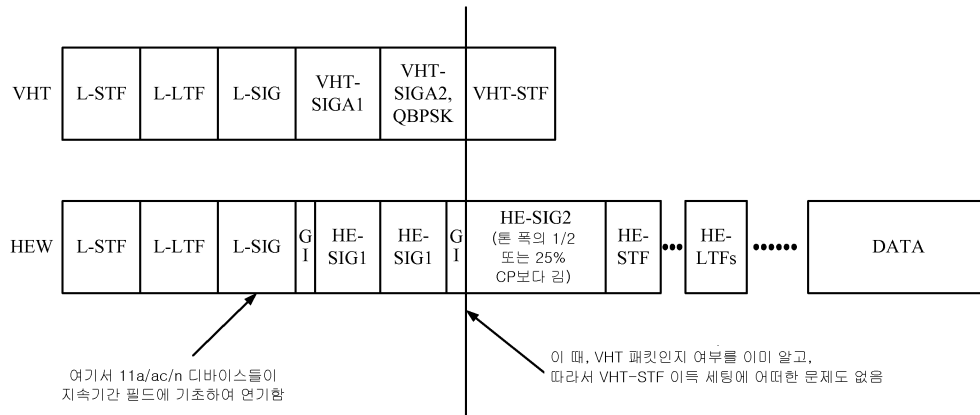 VHT
L-STF
L-LTF
L-SIG
VHT-
SIGA1
VHT-
SIGA2,
QBPSK
VHT-STF
HEW
L-STF
L-LTF
L-SIG
G
I
HE-
SIG1
HE-
SIG1
G
I
HE-SIG2
(톤 폭의 1/2
또는 25%
CP보다 김)
HE-
STF
HE-
LTFs
DATA
여기서 11a/ac/n 디바이스들이
지속기간 필드에 기초하여 연기함
이 때, VHT 패킷인지 여부를 이미 알고,
따라서 VHT-STF 이득 세팅에 어떠한 문제도 없음